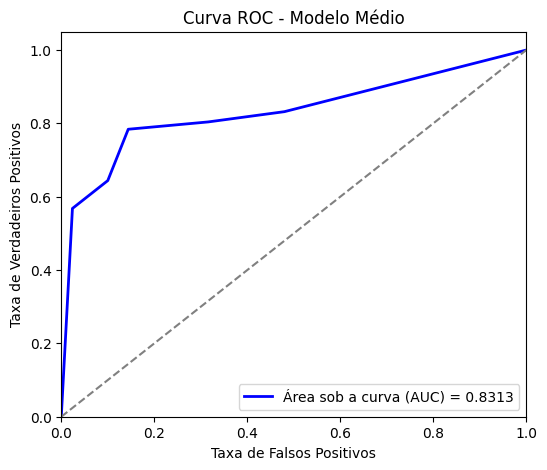 Curva ROC - Modelo Médio
1.0
0.8
0.6
0.4
0.2
0.0
Taxa de Verdadeiros Positivos
Área sob a curva (AUC) = 0.8313
0.0 0.2 0.4 0.6 0.8 1.0
Taxa de Falsos Positivos